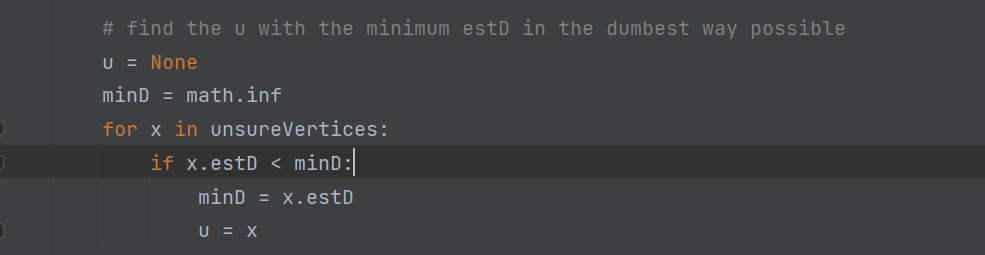 # find the u with the minimum estD in the dumbest way possible
u = None
minD = math.inf
for x in unsureVertices:
    if x.estD < minD:
        minD = x.estD
        u = x